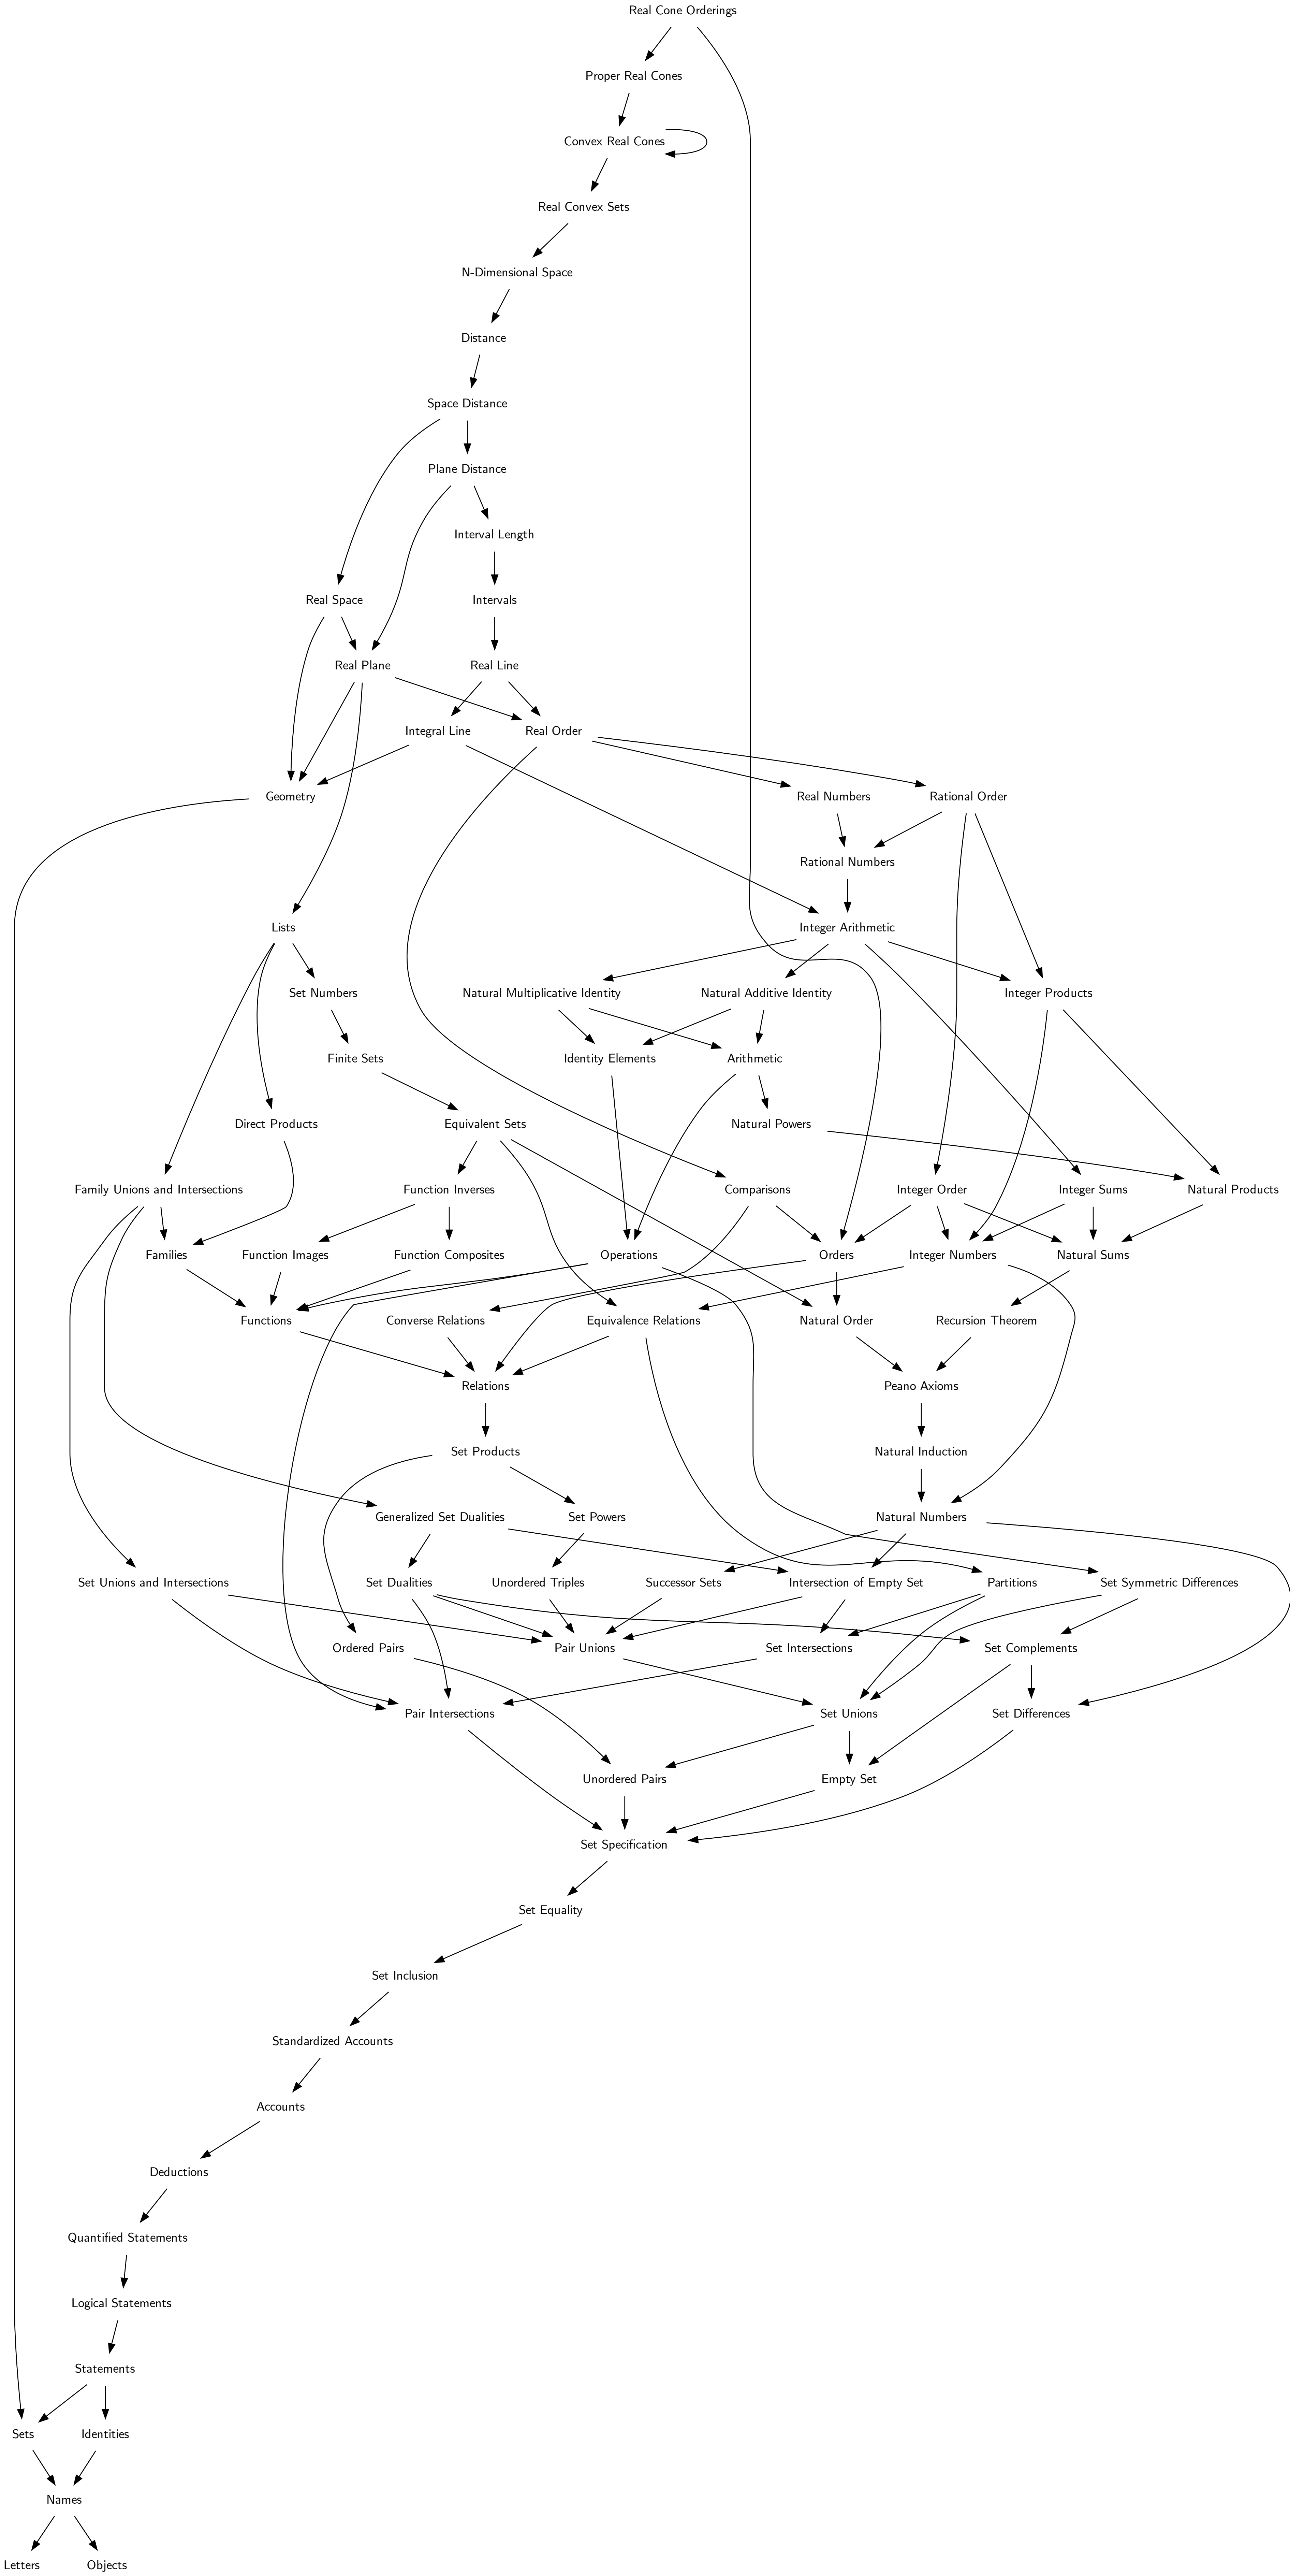 Real Cone Orderings
Proper Real Cones
Convex Real Cones
Real Convex Sets
N-Dimensional Space
Distance
Space Distance
Plane Distance
Interval Length
Real Space
Intervals
Real Plane
Real Line
Integral Line
Real Order
Geometry
Real Numbers
Rational Order
Rational Numbers
Lists
Integer Arithmetic
Set Numbers
Natural Multiplicative Identity
Natural Additive Identity
Integer Products
Finite Sets
Identity Elements
Arithmetic
Direct Products
Equivalent Sets
Natural Powers
Family Unions and Intersections
Function Inverses
Comparisons
Integer Order
Integer Sums
Natural Products
Families
Function Images
Function Composites
Operations
Orders
Integer Numbers
Natural Sums
Functions
Converse Relations
Equivalence Relations
Natural Order
Recursion Theorem
Relations
Peano Axioms
Set Products
Natural Induction
Generalized Set Dualities
Set Powers
Natural Numbers
Set Unions and Intersections
Set Dualities
Unordered Triples
Successor Sets
Intersection of Empty Set
Partitions
Set Symmetric Differences
Ordered Pairs
Pair Unions
Set Intersections
Set Complements
Pair Intersections
Set Unions
Set Differences
Unordered Pairs
Empty Set
Set Specification
Set Equality
Set Inclusion
Standardized Accounts
Accounts
Deductions
Quantified Statements
Logical Statements
Statements
Sets
Identities
Names
Letters
Objects